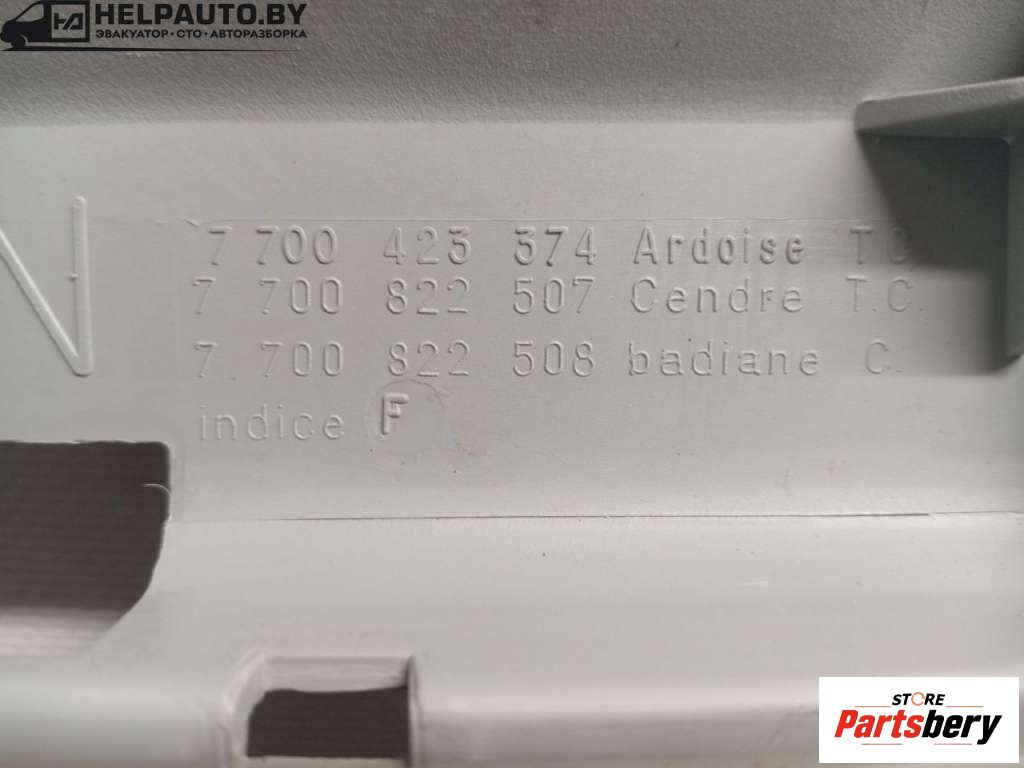 HELPAUTO.BY
ЭВАКУАТОР • СТО • АВТОРАЗБОРКА
7 700 423 374 Ardoise T C.
7 700 822 507 Cendre T.C.
7 700 822 508 badiane C.
indice F
STORE
Partsbery